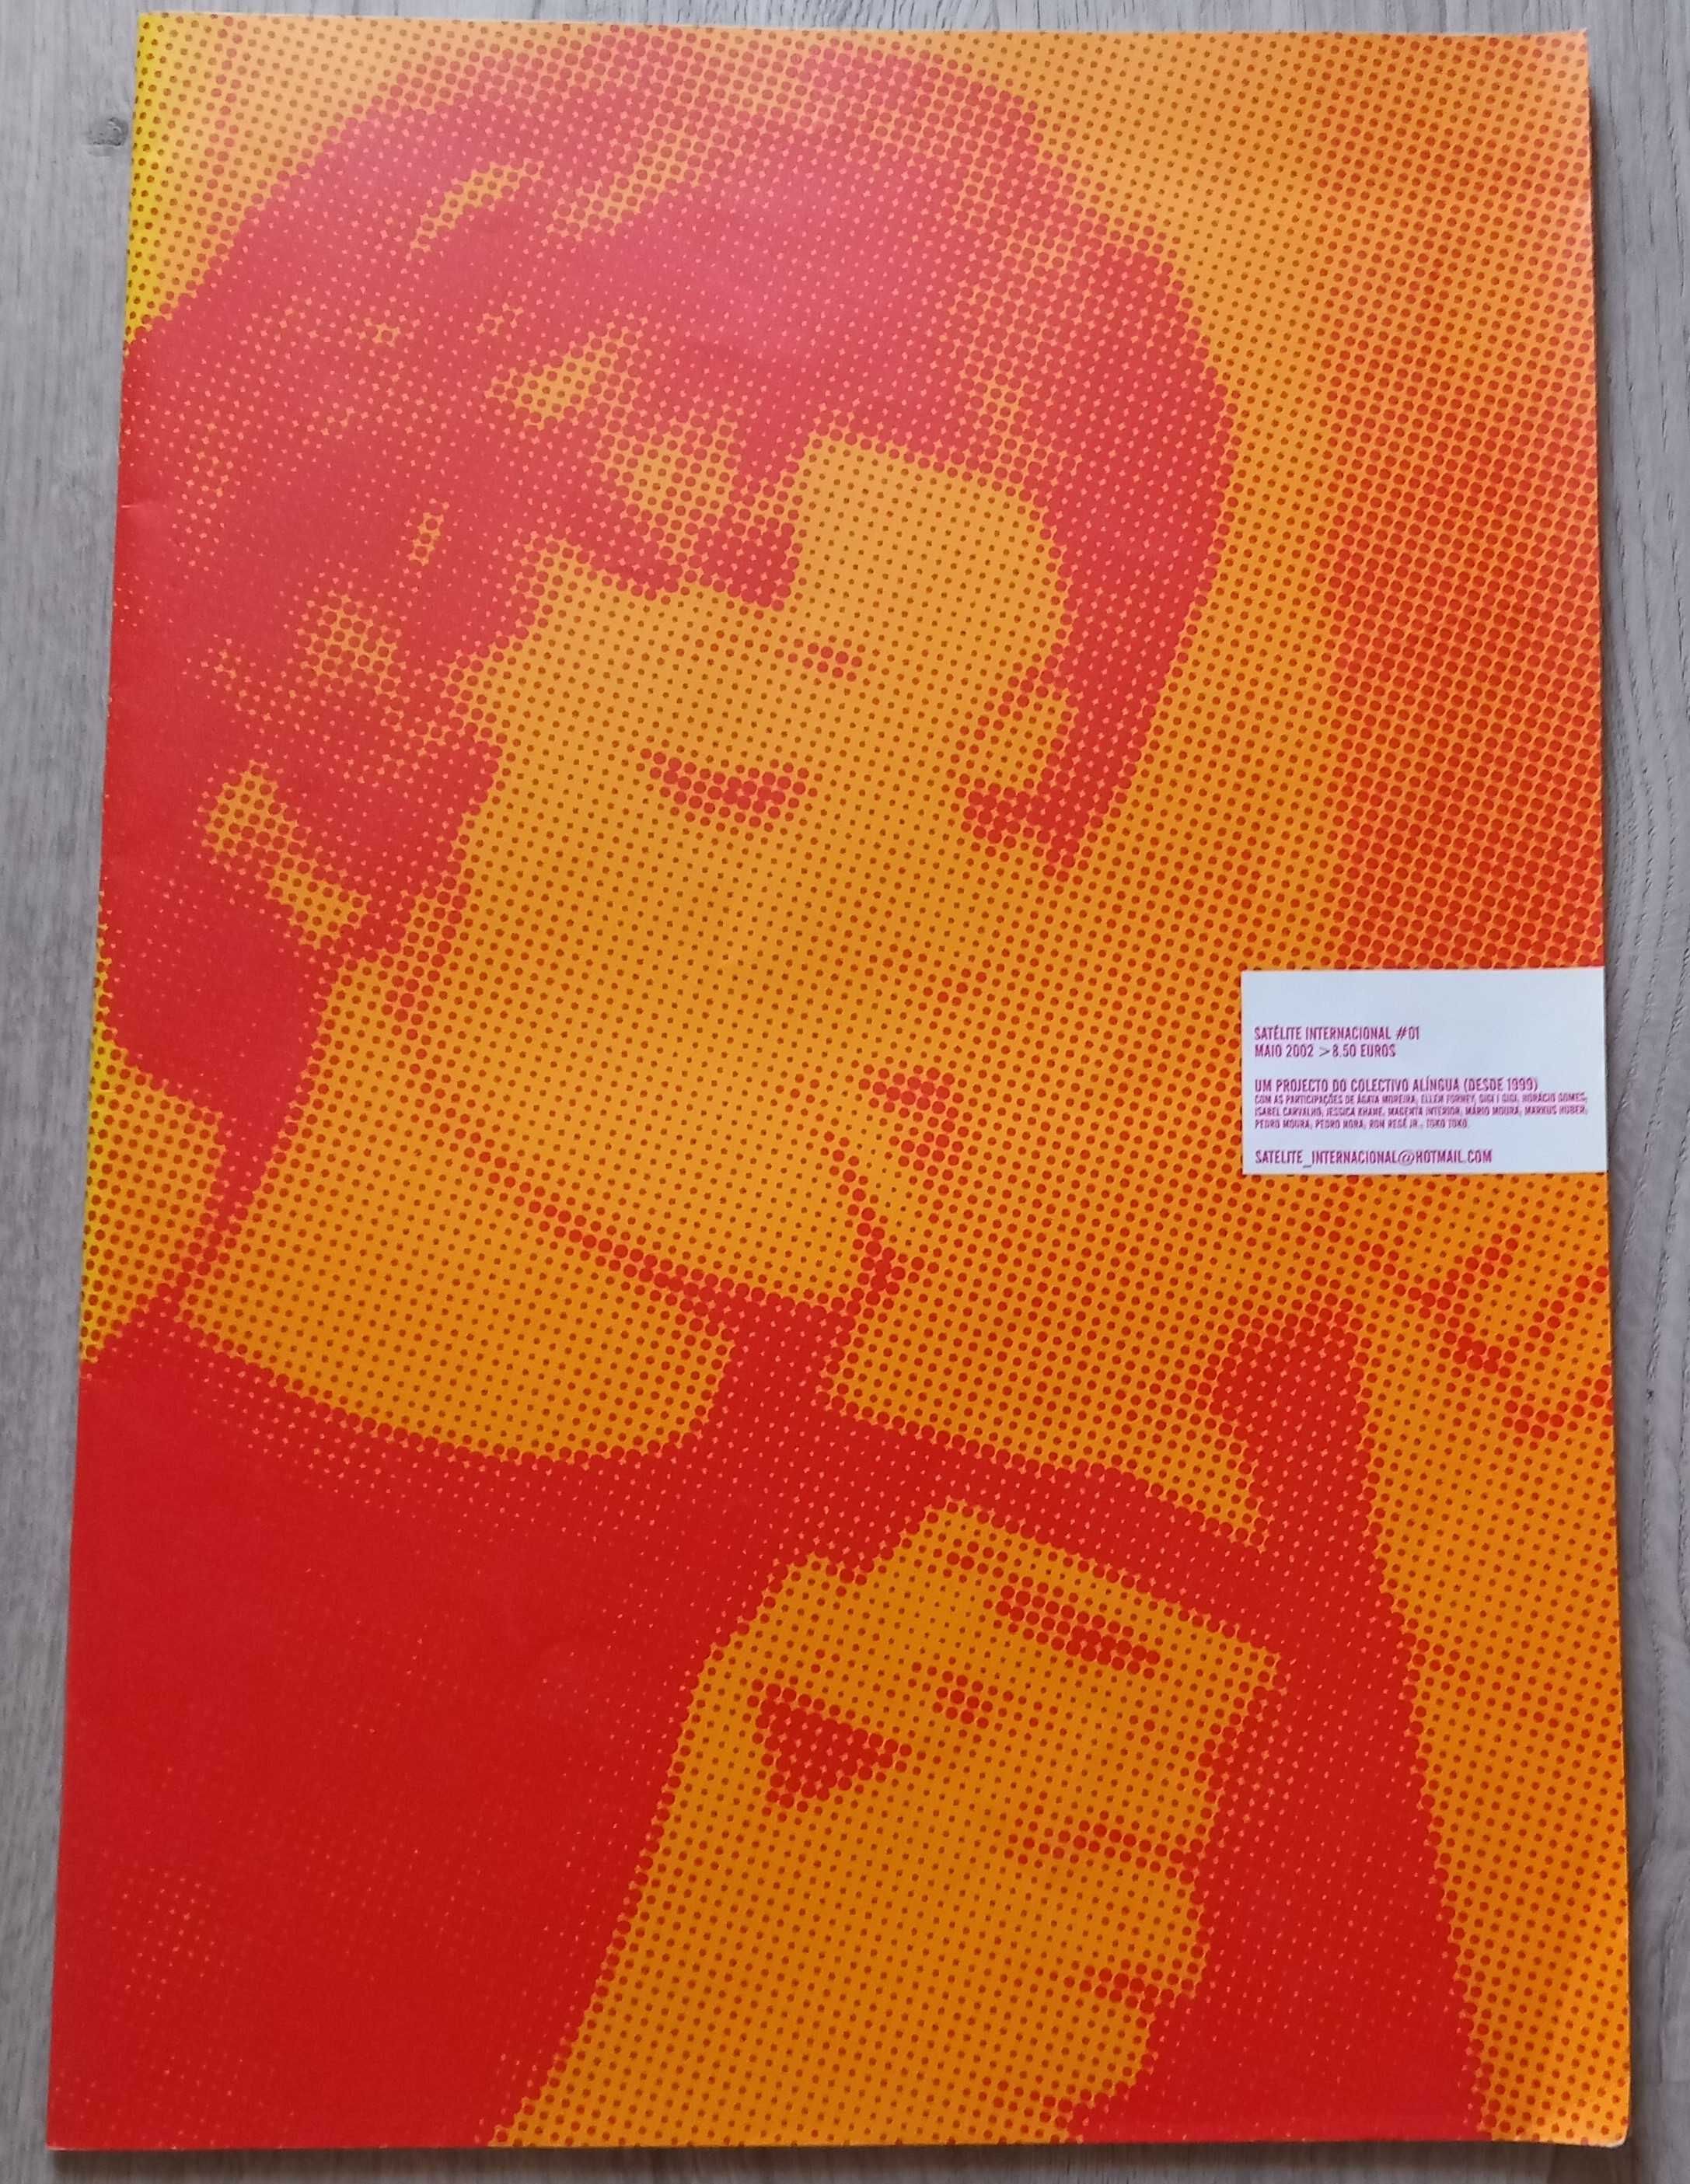 SATÉLITE INTERNACIONAL #01
MAIO 2002 >8.50 EUROS
UM PROJECTO DO COLECTIVO ALÍNGUA (DESDE 1999)
COM AS PARTICIPAÇÕES DE ÁGATA MOREIRA, ELLEN FORNEY, GIGI I GIGI, HORÁCIO GOMES,
ISABEL CARVALHO, JESSICA KHANE, MAGENTA INTERIOR, MÁRIO MOURA, MARKUS HUBER,
PEDRO MOURA, PEDRO NORA, RON REGÉ JR., TOKO TOKO.
SATELITE_INTERNACIONAL@HOTMAIL.COM